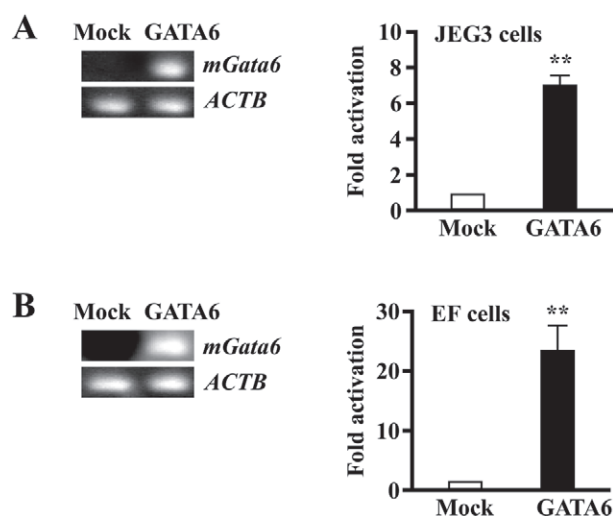 A
Mock GATA6
mGata6
ACTB
JEG3 cells
**
Fold activation
10
8
6
4
2
0
Mock GATA6
B
Mock GATA6
mGata6
ACTB
EF cells
**
Fold activation
30
20
10
0
Mock GATA6